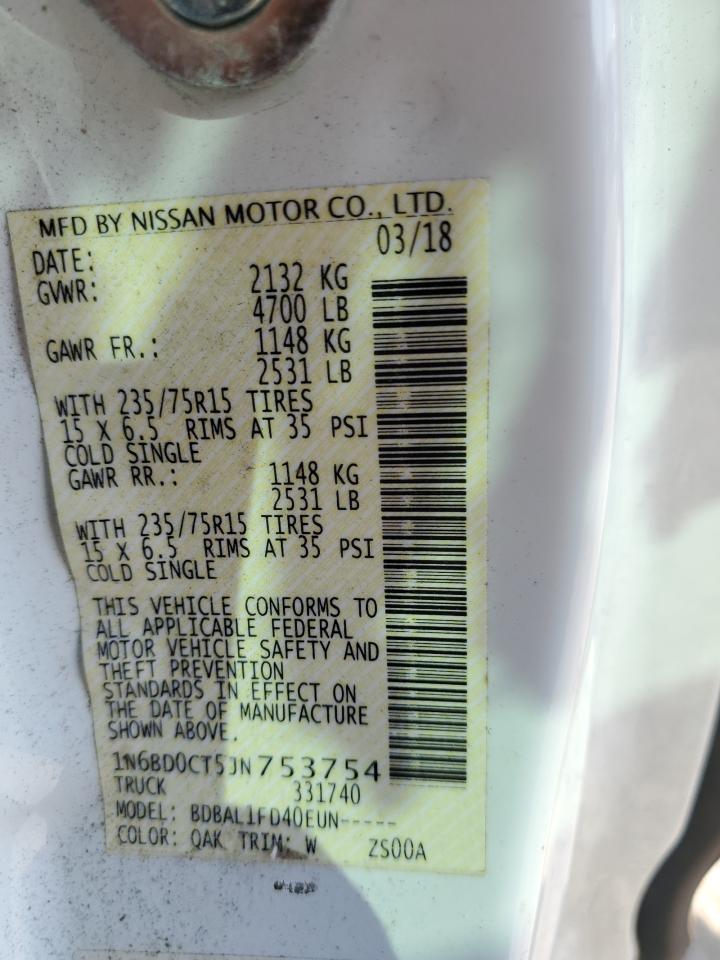 MFD BY NISSAN MOTOR CO., LTD.
DATE: 03/18
GVWR: 2132 KG
4700 LB
GAWR FR.: 1148 KG
2531 LB
WITH 235/75R15 TIRES
15 X 6.5 RIMS AT 35 PSI
COLD SINGLE
GAWR RR.: 1148 KG
2531 LB
WITH 235/75R15 TIRES
15 X 6.5 RIMS AT 35 PSI
COLD SINGLE
THIS VEHICLE CONFORMS TO
ALL APPLICABLE FEDERAL
MOTOR VEHICLE SAFETY AND
THEFT PREVENTION
STANDARDS IN EFFECT ON
THE DATE OF MANUFACTURE
SHOWN ABOVE.
1N6BD0CT5JN753754
TRUCK 331740
MODEL: BDBAL1FD40EUN-----
COLOR: QAK TRIM: W ZS00A